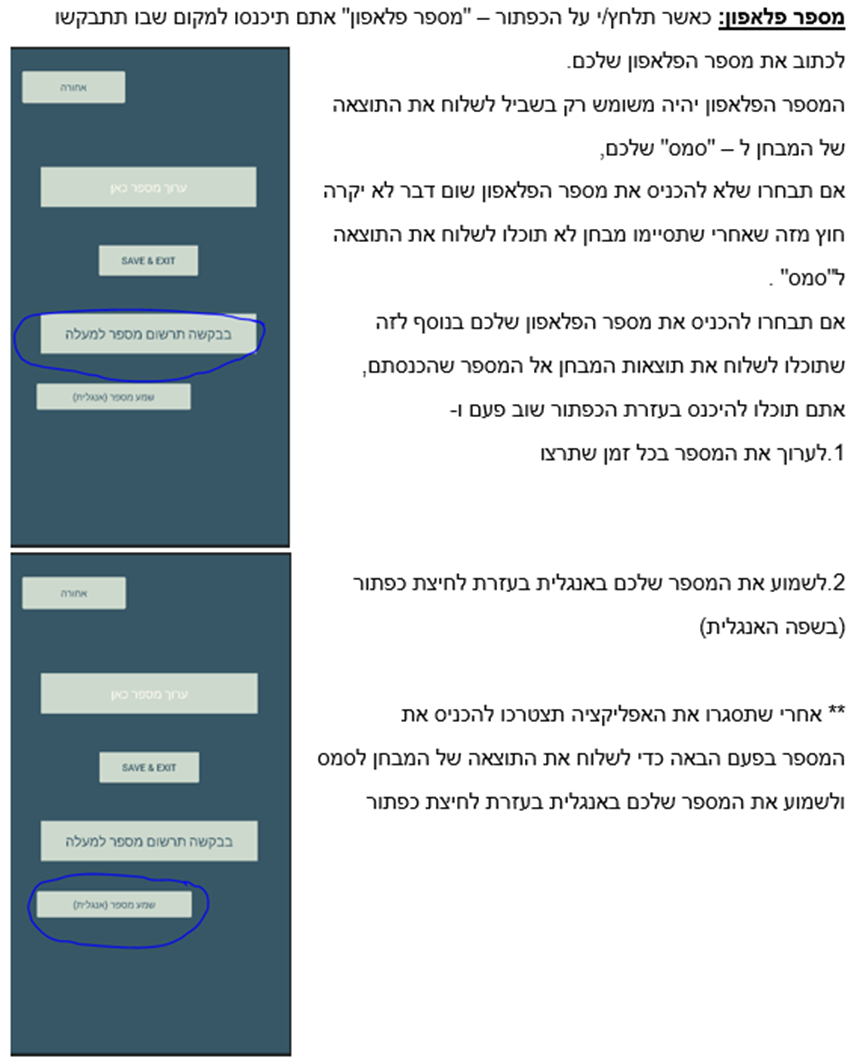 מספר פלאפון: כאשר תלחץ/י על הכפתור – "מספר פלאפון" אתם תיכנסו למקום שבו תתבקשו
לכתוב את מספר הפלאפון שלכם.
המספר הפלאפון יהיה משומש רק בשביל לשלוח את התוצאה
של המבחן ל – "סמס" שלכם,
אם תבחרו שלא להכניס את מספר הפלאפון שום דבר לא יקרה
חוץ מזה שאחרי שתסיימו מבחן לא תוכלו לשלוח את התוצאה
ל"סמס" .
אם תבחרו להכניס את מספר הפלאפון שלכם בנוסף לזה
שתוכלו לשלוח את תוצאות המבחן אל המספר שהכנסתם,
אתם תוכלו להיכנס בעזרת הכפתור שוב פעם ו-
1.לערוך את המספר בכל זמן שתרצו
אחורה
ערוך מספר כאן
SAVE & EXIT
בבקשה תרשום מספר למעלה
שמע מספר (אנגלית)
2.לשמוע את המספר שלכם באנגלית בעזרת לחיצת כפתור
(בשפה האנגלית)
** אחרי שתסגרו את האפליקציה תצטרכו להכניס את
המספר בפעם הבאה כדי לשלוח את התוצאה של המבחן לסמס
ולשמוע את המספר שלכם באנגלית בעזרת לחיצת כפתור
אחורה
ערוך מספר כאן
SAVE & EXIT
בבקשה תרשום מספר למעלה
שמע מספר (אנגלית)